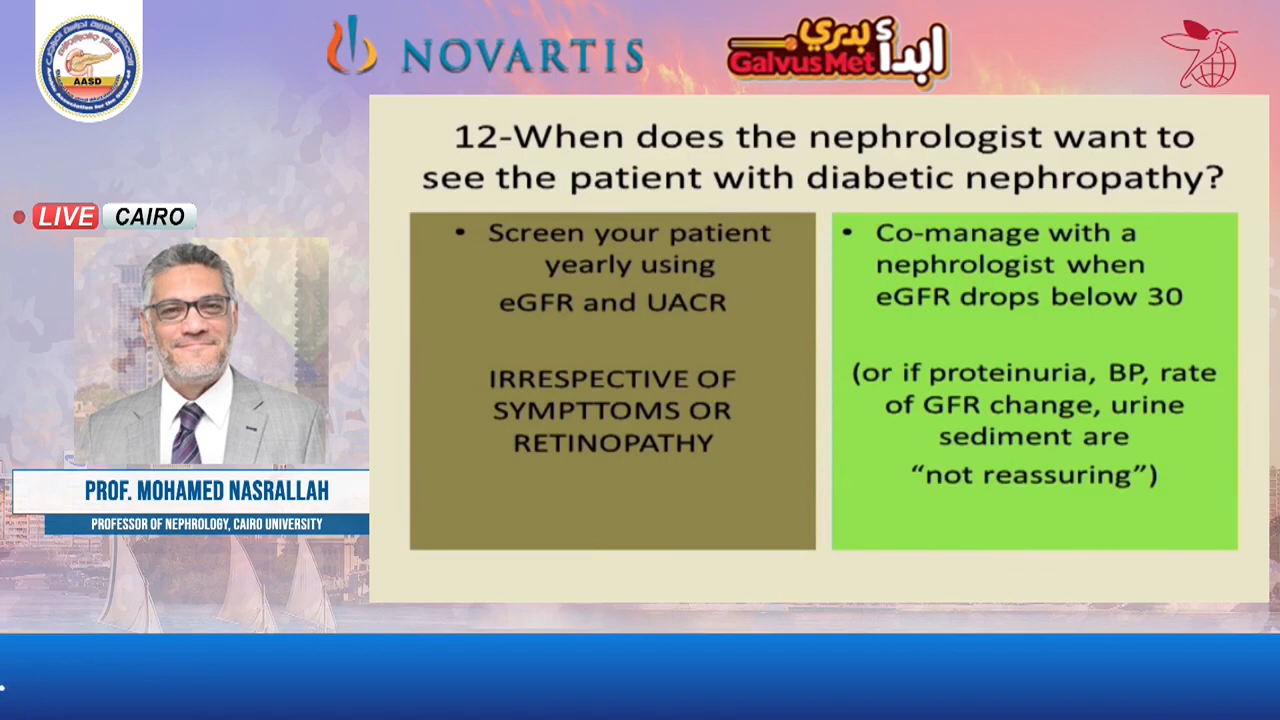 AASD
NOVARTIS
ابدأ بدري
GalvusMet
12-When does the nephrologist want to
see the patient with diabetic nephropathy?
• Screen your patient
yearly using
eGFR and UACR
IRRESPECTIVE OF
SYMPTTOMS OR
RETINOPATHY
• Co-manage with a
nephrologist when
eGFR drops below 30
(or if proteinuria, BP, rate
of GFR change, urine
sediment are
“not reassuring”)
LIVE CAIRO
PROF. MOHAMED NASRALLAH
PROFESSOR OF NEPHROLOGY, CAIRO UNIVERSITY